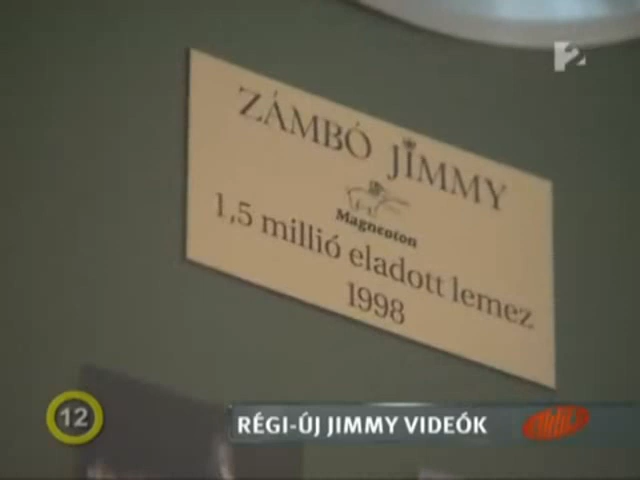 2
ZÁMBÓ JIMMY
Magneoton
1,5 millió eladott lemez
1998
12
RÉGI-ÚJ JIMMY VIDEÓK